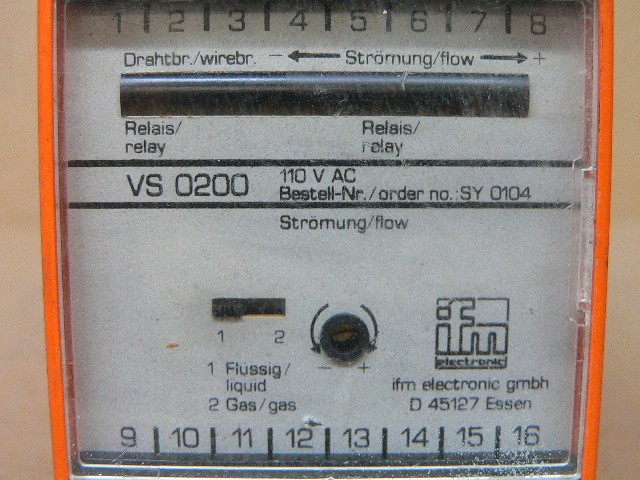 1 2 3 4 5 6 7 8
Drahtbr./wirebr. - Strömung/flow +
Relais/ Relais/
relay relay
VS 0200 110 V AC
Bestell-Nr./order no.: SY 0104
Strömung/flow
1 2
- +
1 Flüssig/
liquid
2 Gas/gas
ifm
electronic
ifm electronic gmbh
D 45127 Essen
9 10 11 12 13 14 15 16